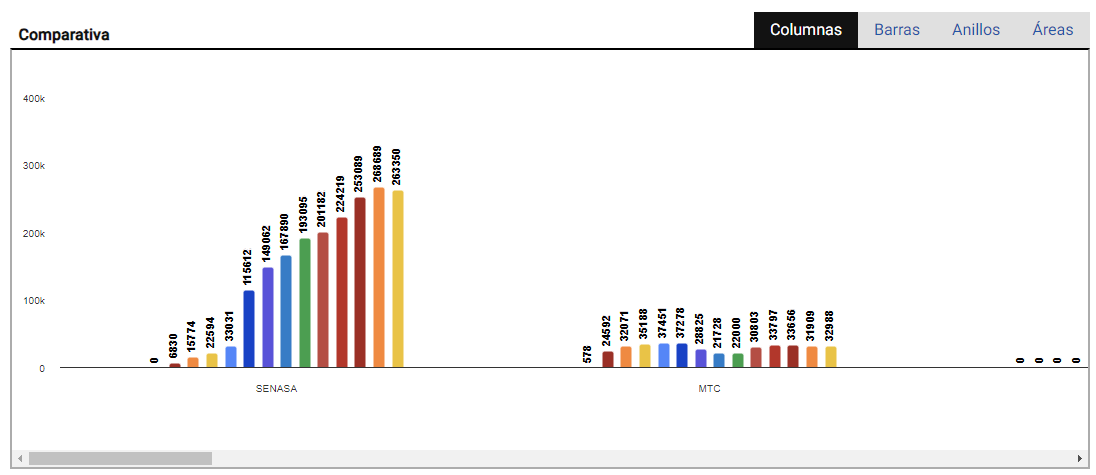 Comparativa
Columnas Barras Anillos Áreas
400k
300k
200k
100k
0
0 6830 15774 22594 33031 115612 149062 167890 193095 201182 224219 253089 268689 263350
578 24592 32071 35188 37451 37278 28825 21728 22000 30803 33797 33656 31909 32988
0 0 0 0
SENASA MTC